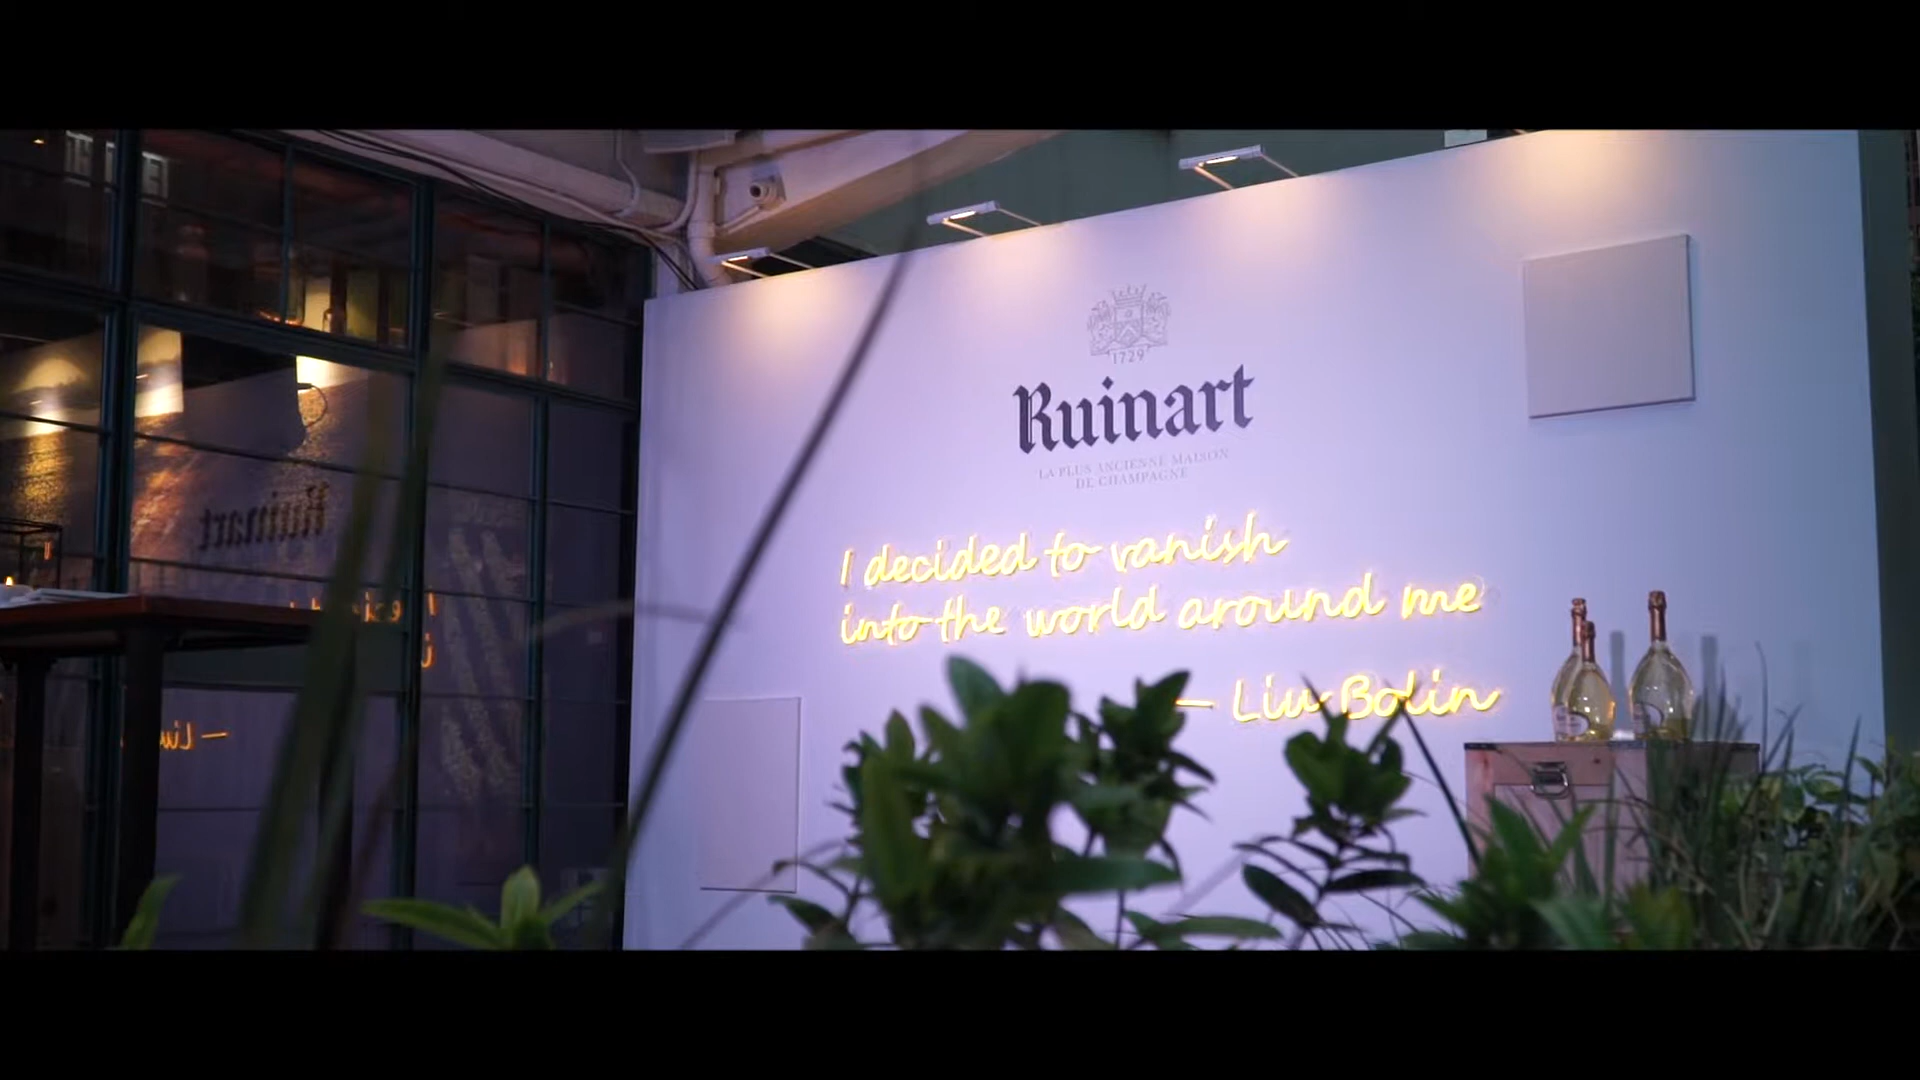 1729
Ruinart
LA PLUS ANCIENNE MAISON
DE CHAMPAGNE
I decided to vanish
into the world around me
— Liu Bolin